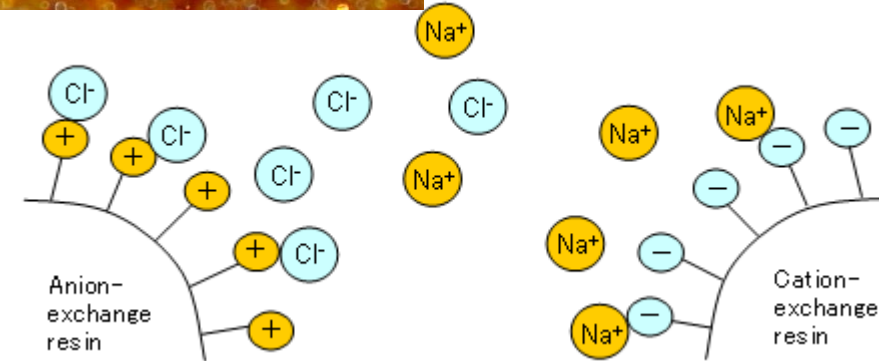 Na⁺
Cl⁻
Cl⁻
Cl⁻
Na⁺
+
Cl⁻
Na⁺
−
+
−
Cl⁻
Na⁺
+
−
Na⁺
−
+
Cl⁻
Anion-
exchange
resin
Cation-
exchange
resin
+
Na⁺
−